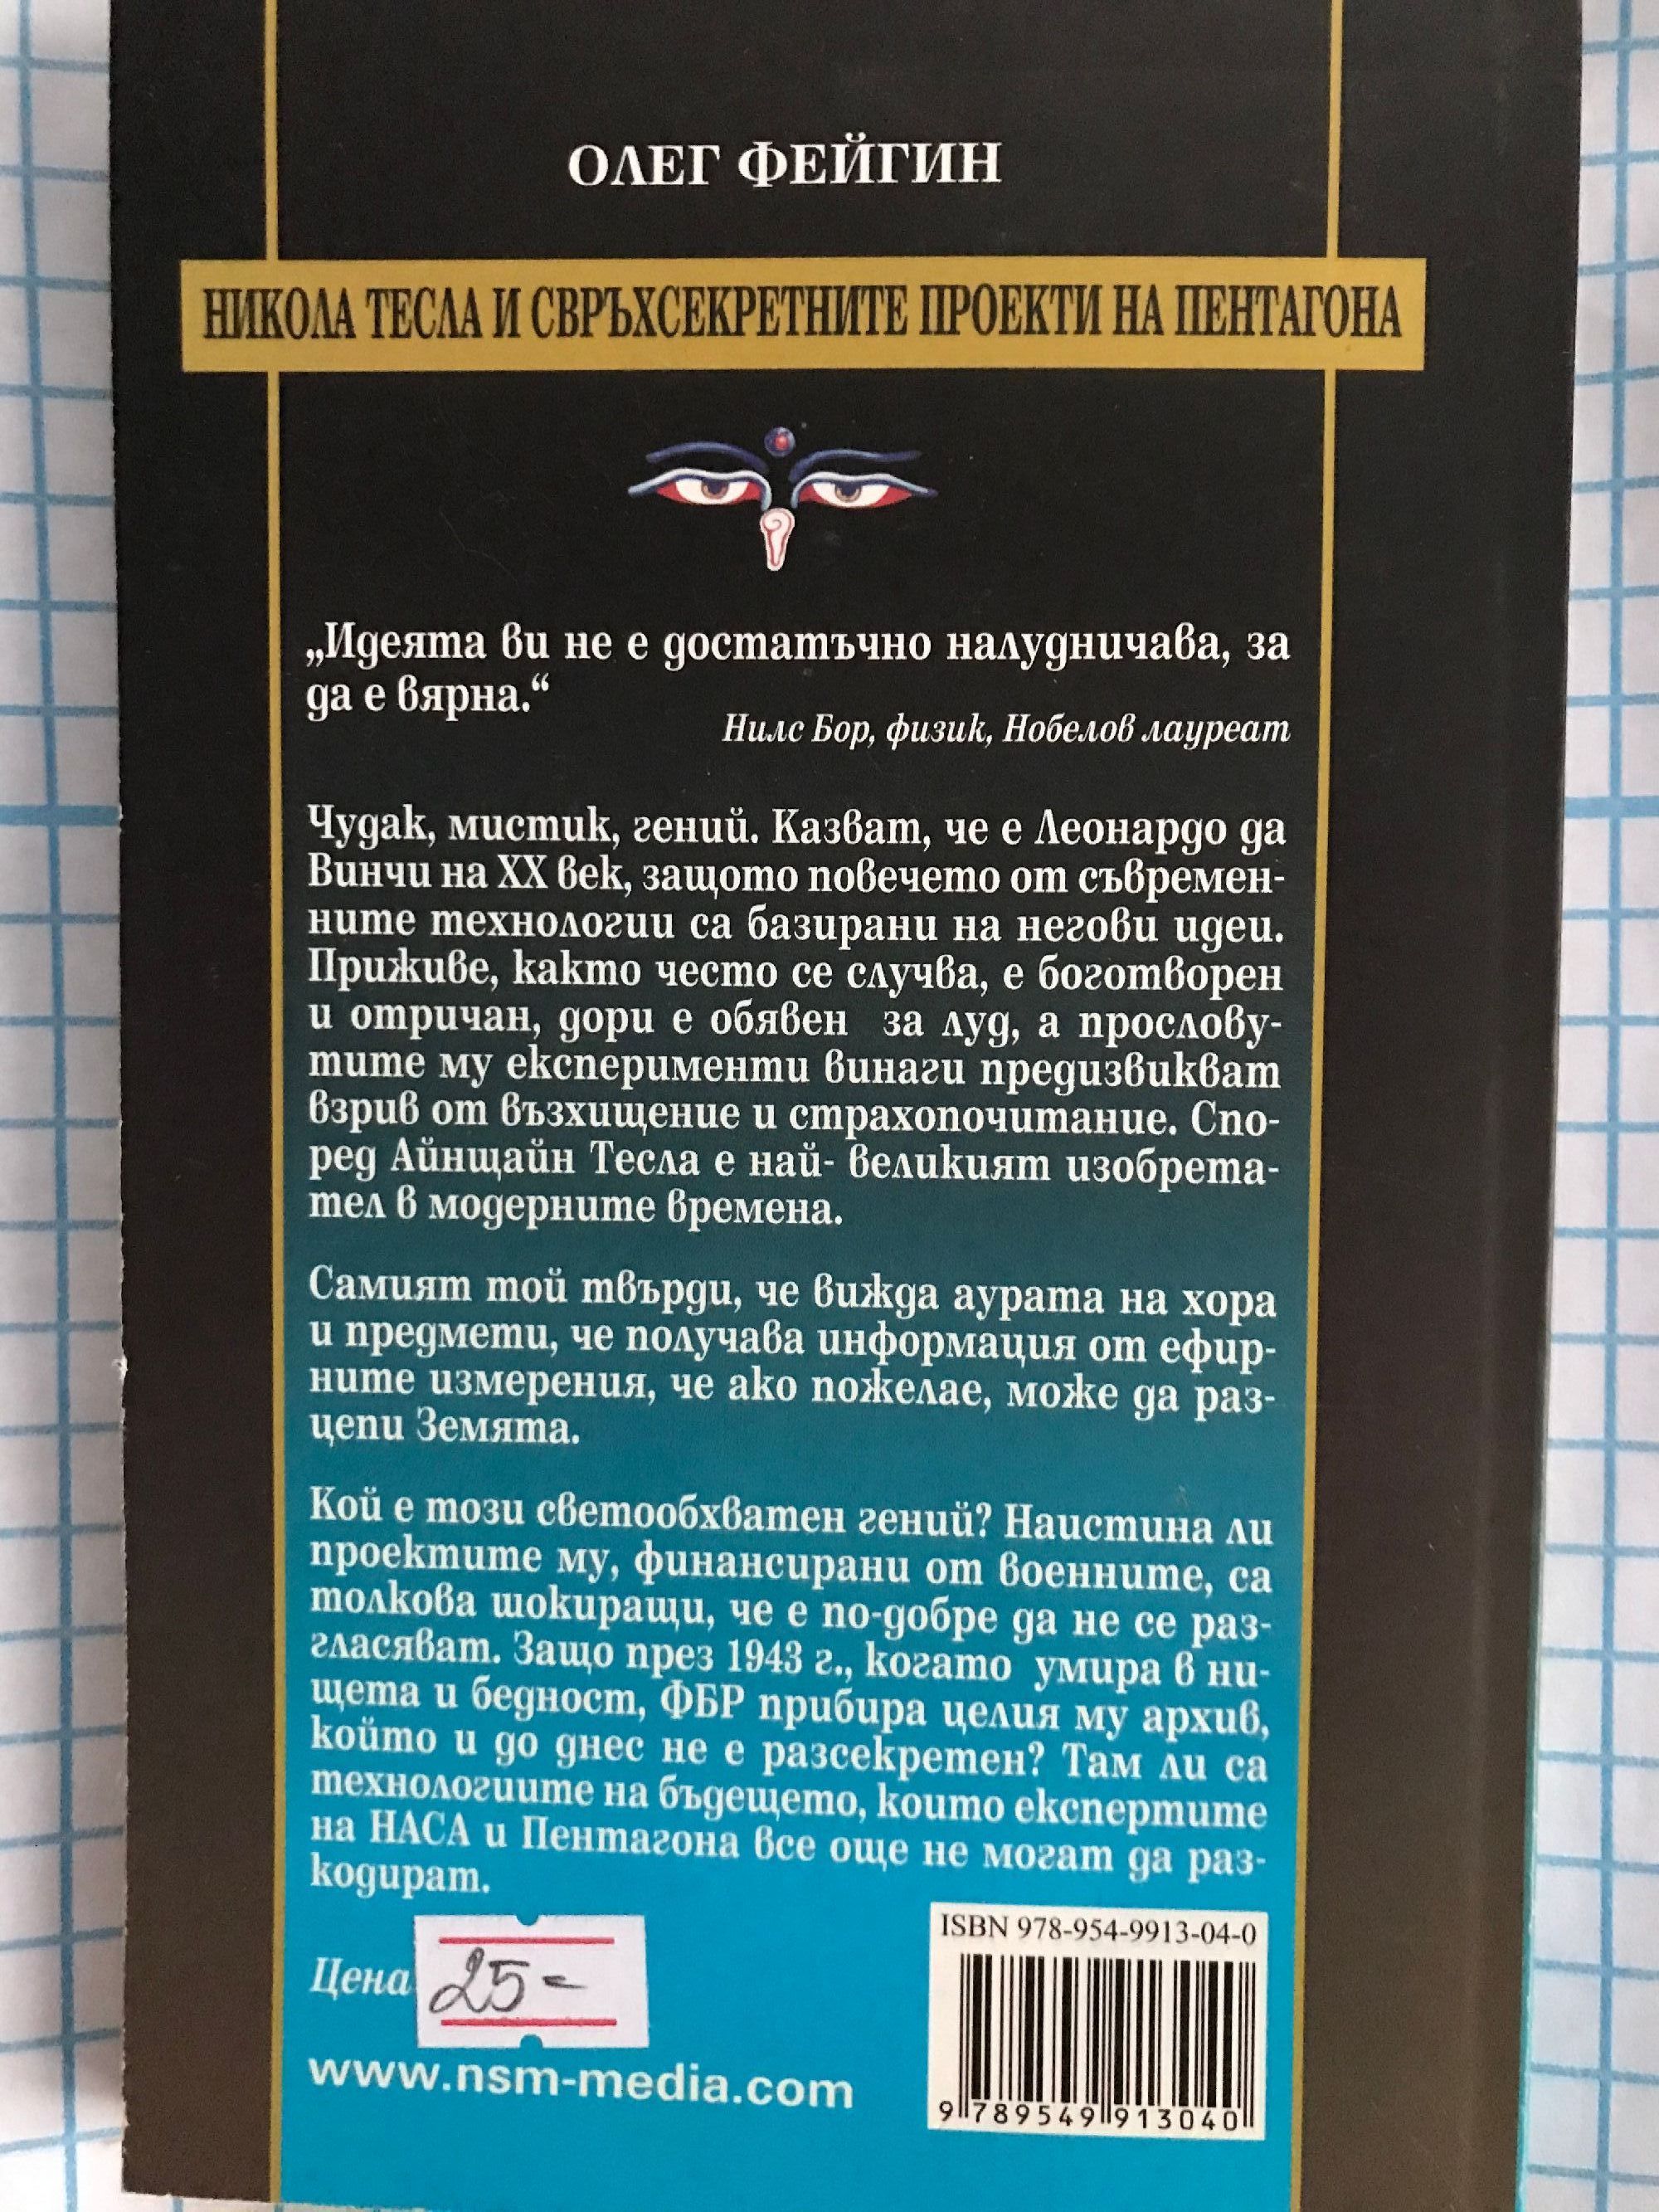 ОЛЕГ ФЕЙГИН
НИКОЛА ТЕСЛА И СВРЪХСЕКРЕТНИТЕ ПРОЕКТИ НА ПЕНТАГОНА
„Идеята ви не е достатъчно налудничава, за
да е вярна.“
Нилс Бор, физик, Нобелов лауреат
Чудак, мистик, гений. Казват, че е Леонардо да
Винчи на XX век, защото повечето от съвремен-
ните технологии са базирани на негови идеи.
Приживе, както често се случва, е боготворен
и отричан, дори е обявен за луд, а прослову-
тите му експерименти винаги предизвикват
взрив от възхищение и страхопочитание. Спо-
ред Айнщайн Тесла е най- великият изобрета-
тел в модерните времена.
Самият той твърди, че вижда аурата на хора
и предмети, че получава информация от ефир-
ните измерения, че ако пожелае, може да раз-
цепи Земята.
Кой е този светообхватен гений? Наистина ли
проектите му, финансирани от военните, са
толкова шокиращи, че е по-добре да не се раз-
гласяват. Защо през 1943 г., когато умира в ни-
щета и бедност, ФБР прибира целия му архив,
който и до днес не е разсекретен? Там ли са
технологиите на бъдещето, които експертите
на НАСА и Пентагона все още не могат да раз-
кодират.
ISBN 978-954-9913-04-0
Цена 25=
www.nsm-media.com
9 789549 913040